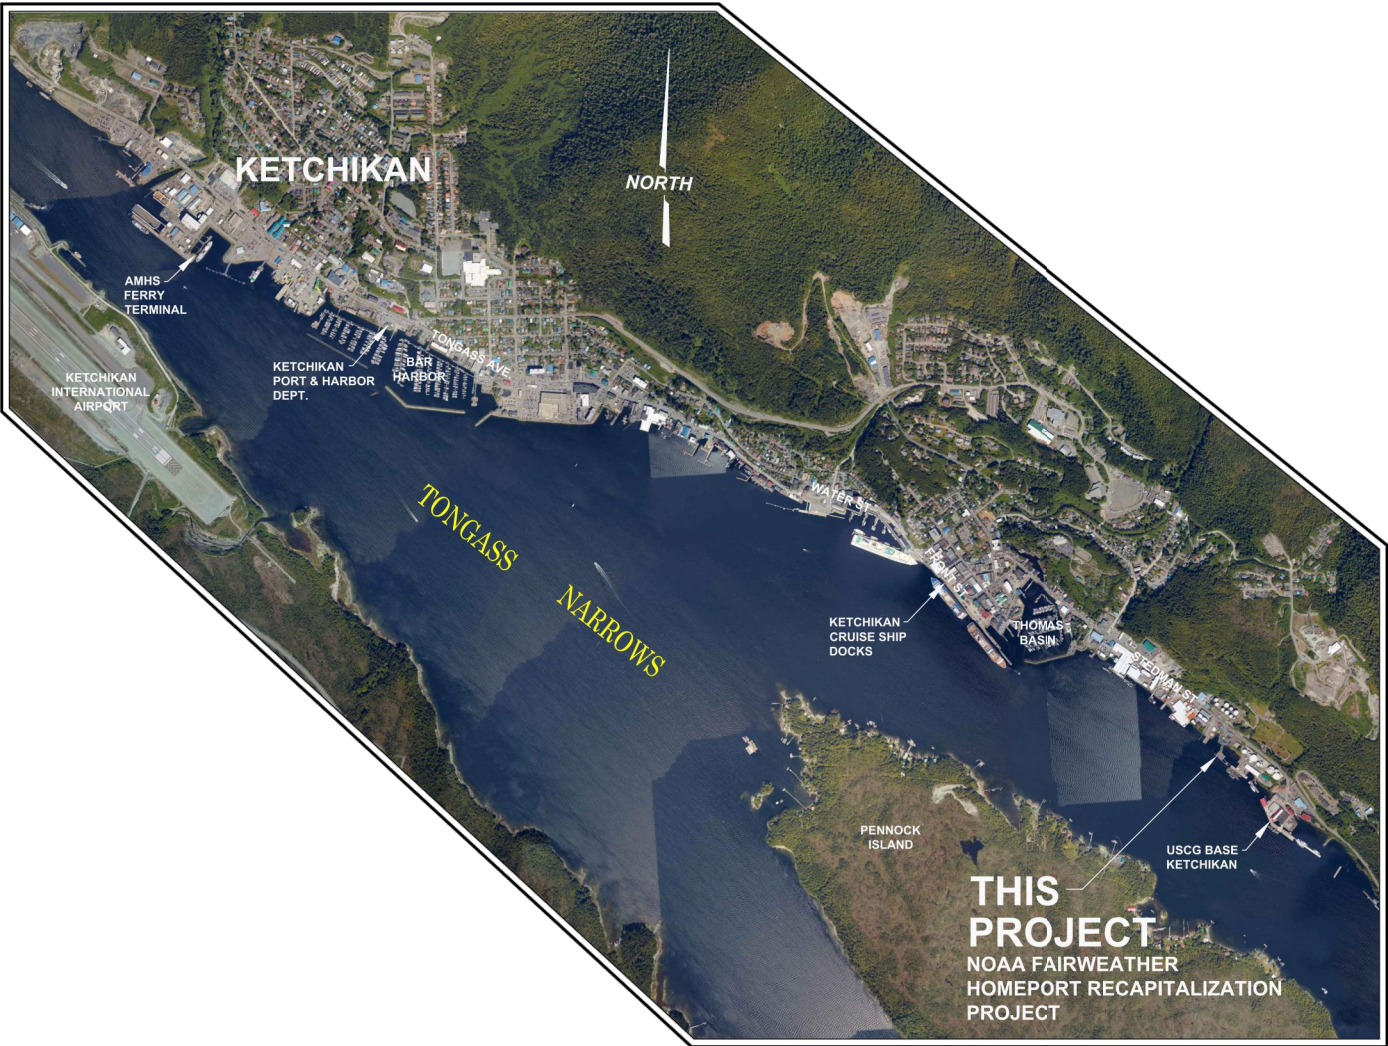 KETCHIKAN
NORTH
AMHS
FERRY
TERMINAL
KETCHIKAN
INTERNATIONAL
AIRPORT
KETCHIKAN
PORT & HARBOR
DEPT.
BAR
HARBOR
TONGASS AVE.
TONGASS
NARROWS
WATER ST.
FRONT ST.
KETCHIKAN
CRUISE SHIP
DOCKS
THOMAS
BASIN
STEDMAN ST.
PENNOCK
ISLAND
USCG BASE
KETCHIKAN
THIS
PROJECT
NOAA FAIRWEATHER
HOMEPORT RECAPITALIZATION
PROJECT